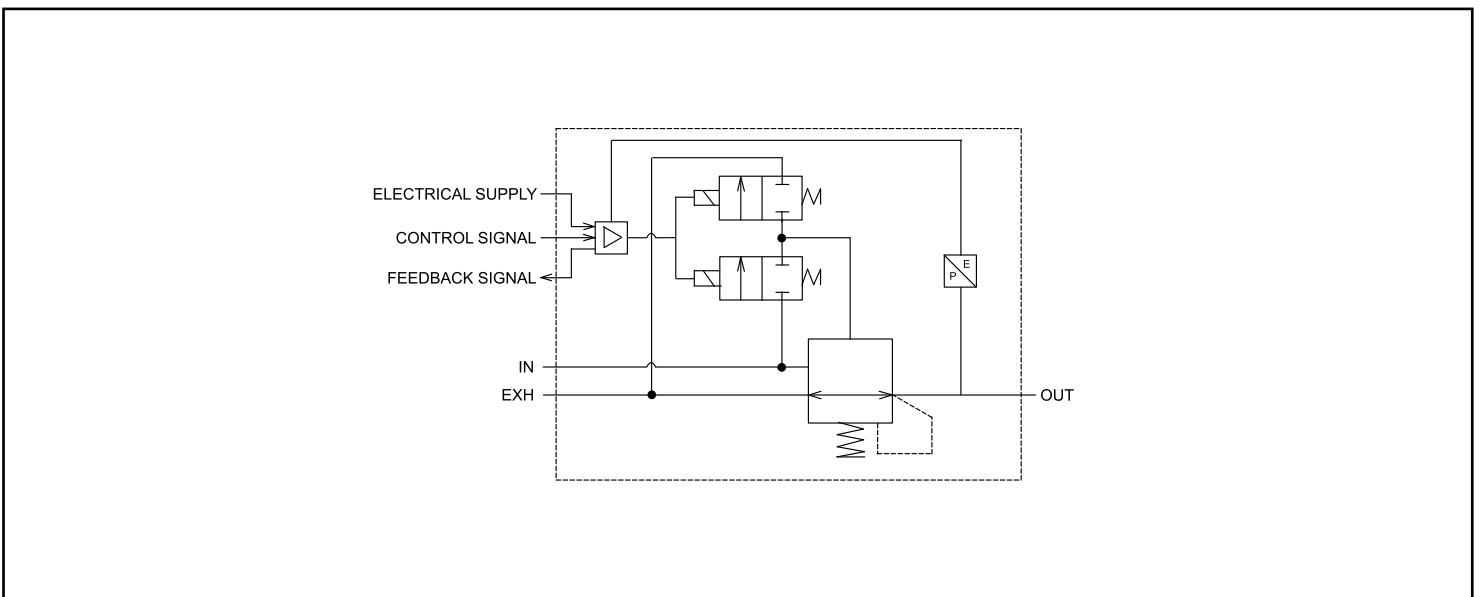 ELECTRICAL SUPPLY
CONTROL SIGNAL
FEEDBACK SIGNAL
E
P
IN
EXH
OUT